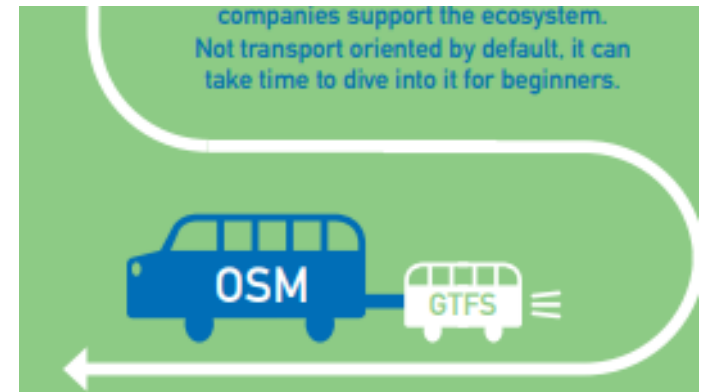 companies support the ecosystem.
Not transport oriented by default, it can
take time to dive into it for beginners.
OSM
GTFS